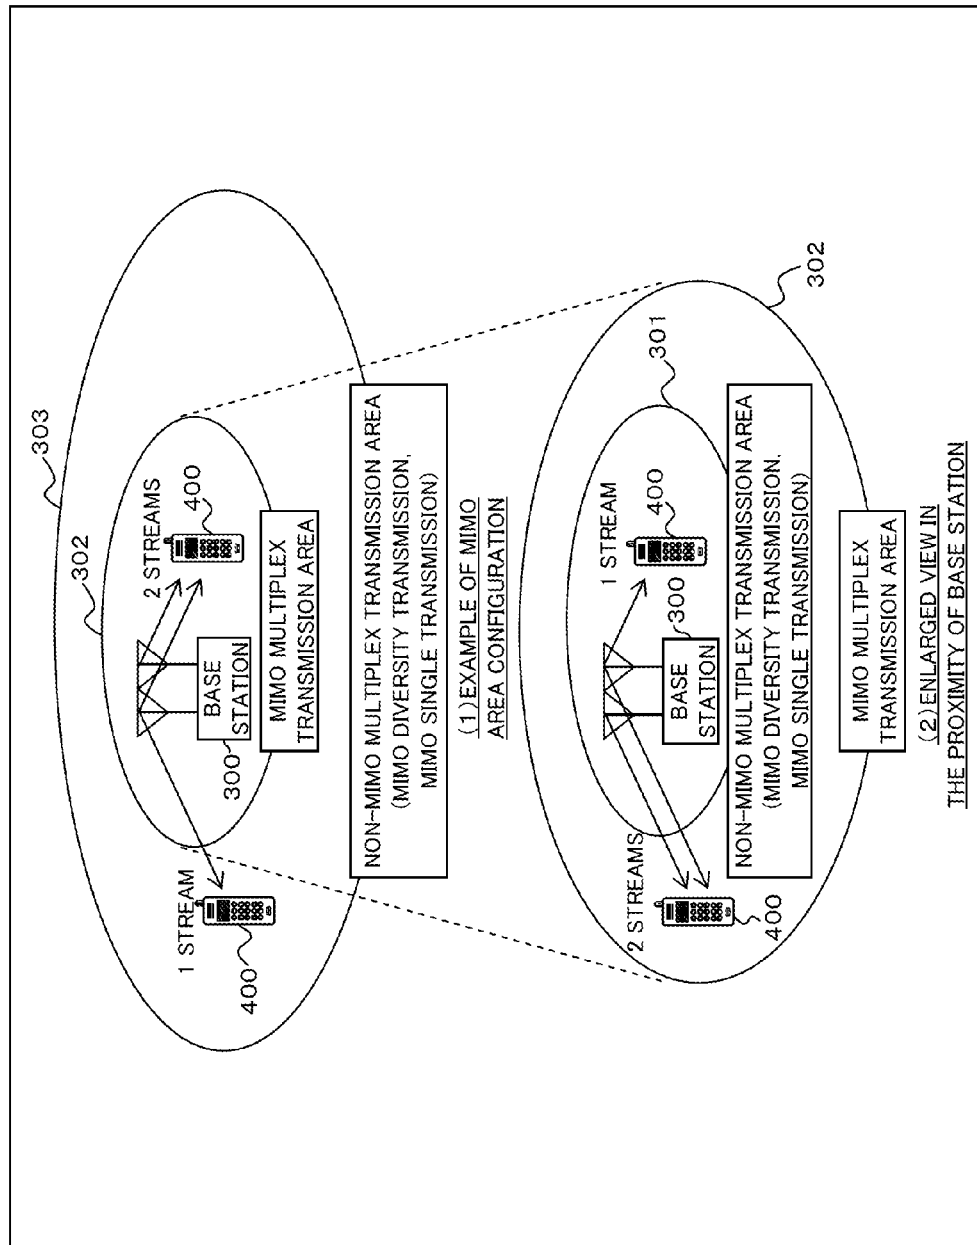 303
302
2 STREAMS
400
1 STREAM
400
BASE
STATION
300
MIMO MULTIPLEX
TRANSMISSION AREA
NON-MIMO MULTIPLEX TRANSMISSION AREA
(MIMO DIVERSITY TRANSMISSION,
MIMO SINGLE TRANSMISSION)
(1)EXAMPLE OF MIMO
AREA CONFIGURATION
302
301
1 STREAM
400
300
2 STREAMS
400
BASE
STATION
NON-MIMO MULTIPLEX TRANSMISSION AREA
(MIMO DIVERSITY TRANSMISSION,
MIMO SINGLE TRANSMISSION)
MIMO MULTIPLEX
TRANSMISSION AREA
(2)ENLARGED VIEW IN
THE PROXIMITY OF BASE STATION